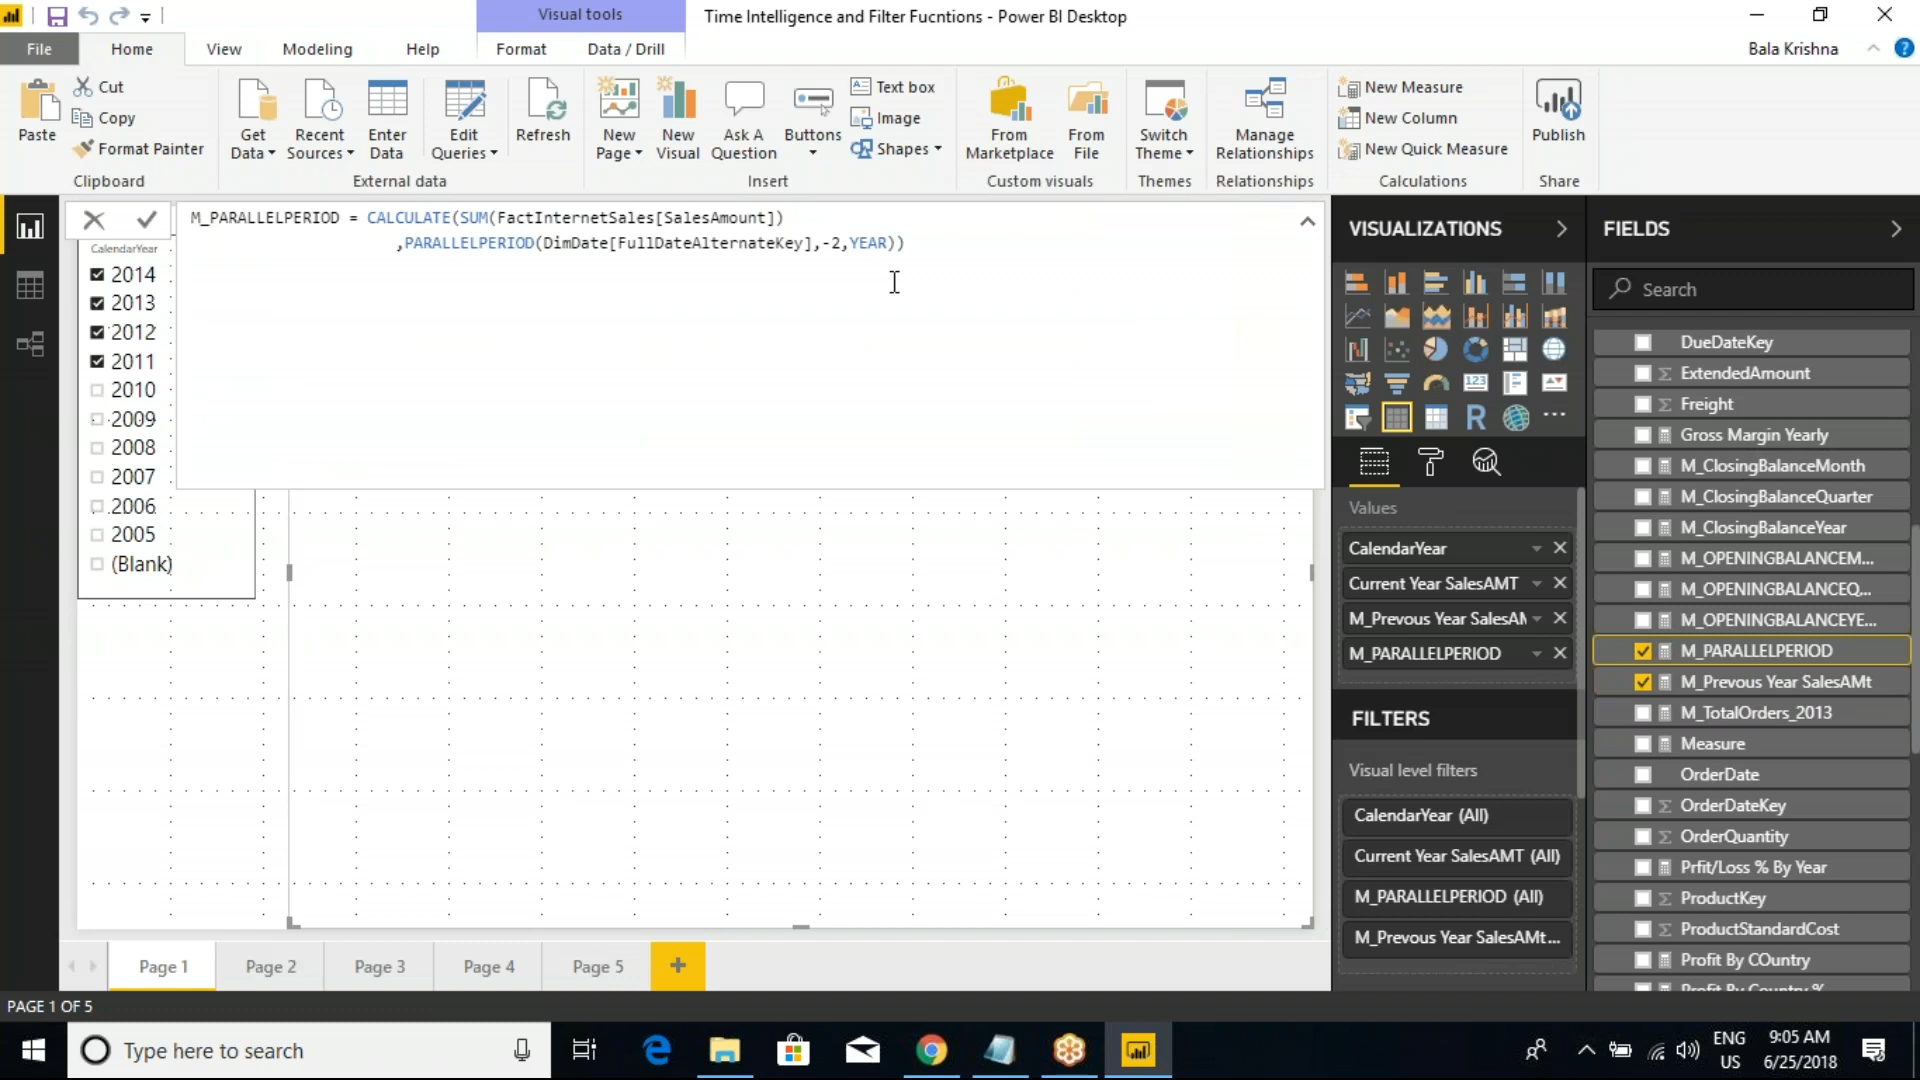 Visual tools
Time Intelligence and Filter Fucntions - Power BI Desktop
File
Home
View
Modeling
Help
Format
Data / Drill
Bala Krishna
Paste
Cut
Copy
Format Painter
Clipboard
Get Data
Recent Sources
Enter Data
Edit Queries
Refresh
External data
New Page
New Visual
Ask A Question
Buttons
Text box
Image
Shapes
Insert
From Marketplace
From File
Custom visuals
Switch Theme
Themes
Manage Relationships
Relationships
New Measure
New Column
New Quick Measure
Calculations
Publish
Share
M_PARALLELPERIOD = CALCULATE(SUM(FactInternetSales[SalesAmount])
,PARALLELPERIOD(DimDate[FullDateAlternateKey],-2,YEAR))
CalendarYear
2014
2013
2012
2011
2010
2009
2008
2007
2006
2005
(Blank)
VISUALIZATIONS
Values
CalendarYear
Current Year SalesAMT
M_Prevous Year SalesAM
M_PARALLELPERIOD
FILTERS
Visual level filters
CalendarYear (All)
Current Year SalesAMT (All)
M_PARALLELPERIOD (All)
M_Prevous Year SalesAMt...
FIELDS
Search
DueDateKey
ExtendedAmount
Freight
Gross Margin Yearly
M_ClosingBalanceMonth
M_ClosingBalanceQuarter
M_ClosingBalanceYear
M_OPENINGBALANCEM...
M_OPENINGBALANCEQ...
M_OPENINGBALANCEYE...
M_PARALLELPERIOD
M_Prevous Year SalesAMt
M_TotalOrders_2013
Measure
OrderDate
OrderDateKey
OrderQuantity
Prfit/Loss % By Year
ProductKey
ProductStandardCost
Profit By COuntry
Profit By Country %
Page 1
Page 2
Page 3
Page 4
Page 5
PAGE 1 OF 5
Type here to search
ENG
US
9:05 AM
6/25/2018